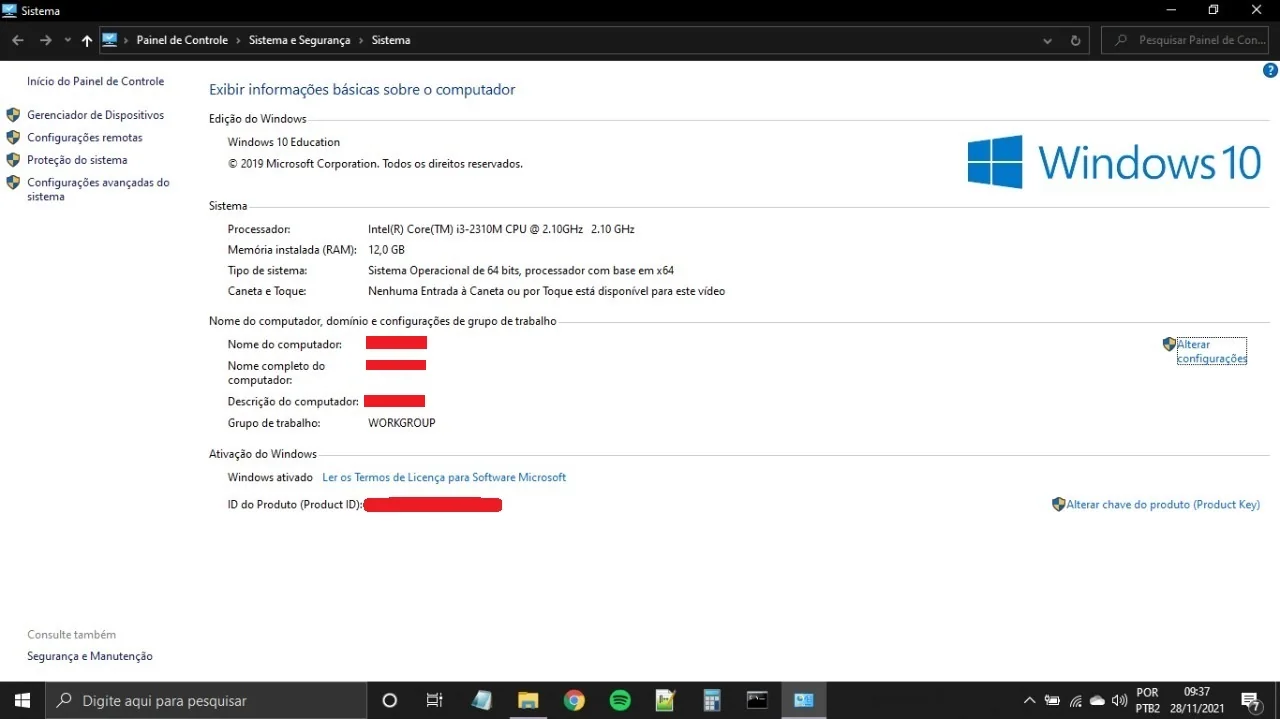 Sistema
Painel de Controle › Sistema e Segurança › Sistema
Pesquisar Painel de Con...
Início do Painel de Controle
Gerenciador de Dispositivos
Configurações remotas
Proteção do sistema
Configurações avançadas do
sistema
Exibir informações básicas sobre o computador
Edição do Windows
Windows 10 Education
© 2019 Microsoft Corporation. Todos os direitos reservados.
Windows 10
Sistema
Processador: Intel(R) Core(TM) i3-2310M CPU @ 2.10GHz 2.10 GHz
Memória instalada (RAM): 12,0 GB
Tipo de sistema: Sistema Operacional de 64 bits, processador com base em x64
Caneta e Toque: Nenhuma Entrada à Caneta ou por Toque está disponível para este vídeo
Nome do computador, domínio e configurações de grupo de trabalho
Nome do computador:
Alterar
configurações
Nome completo do
computador:
Descrição do computador:
Grupo de trabalho: WORKGROUP
Ativação do Windows
Windows ativado Ler os Termos de Licença para Software Microsoft
ID do Produto (Product ID):
Alterar chave do produto (Product Key)
Consulte também
Segurança e Manutenção
Digite aqui para pesquisar
POR
PTB2
09:37
28/11/2021
7